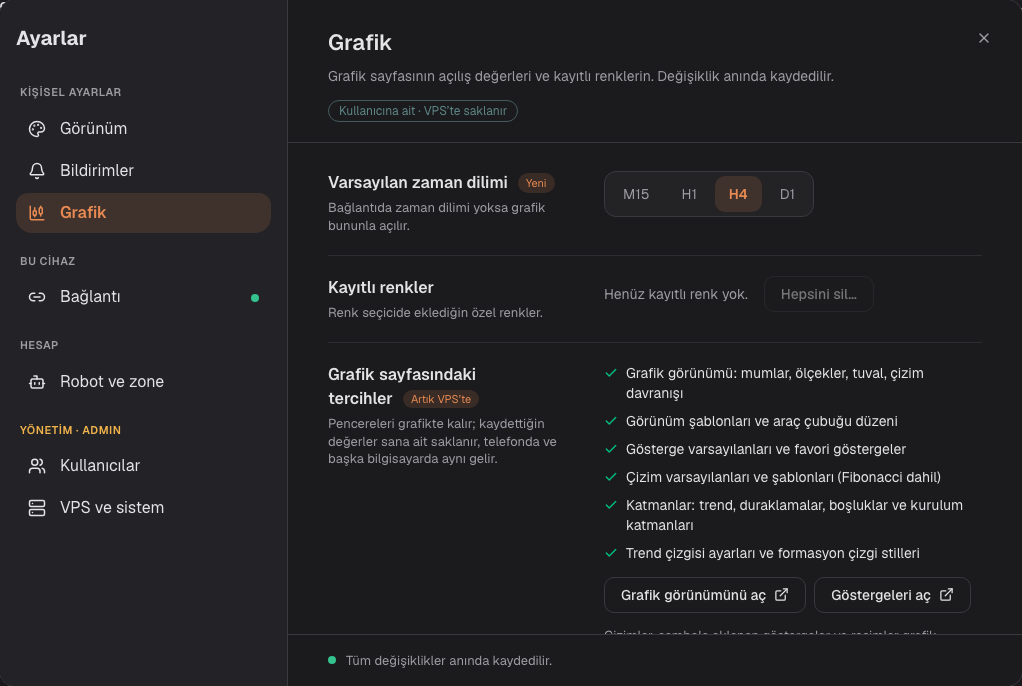 Ayarlar
KİŞİSEL AYARLAR
Görünüm
Bildirimler
Grafik
BU CİHAZ
Bağlantı
HESAP
Robot ve zone
YÖNETİM · ADMIN
Kullanıcılar
VPS ve sistem
Grafik
Grafik sayfasının açılış değerleri ve kayıtlı renklerin. Değişiklik anında kaydedilir.
Kullanıcına ait · VPS'te saklanır
Varsayılan zaman dilimi Yeni
Bağlantıda zaman dilimi yoksa grafik
bununla açılır.
M15 H1 H4 D1
Kayıtlı renkler
Renk seçicide eklediğin özel renkler.
Henüz kayıtlı renk yok. Hepsini sil…
Grafik sayfasındaki
tercihler Artık VPS'te
Pencereleri grafikte kalır; kaydettiğin
değerler sana ait saklanır, telefonda ve
başka bilgisayarda aynı gelir.
Grafik görünümü: mumlar, ölçekler, tuval, çizim
davranışı
Görünüm şablonları ve araç çubuğu düzeni
Gösterge varsayılanları ve favori göstergeler
Çizim varsayılanları ve şablonları (Fibonacci dahil)
Katmanlar: trend, duraklamalar, boşluklar ve kurulum
katmanları
Trend çizgisi ayarları ve formasyon çizgi stilleri
Grafik görünümünü aç Göstergeleri aç
Tüm değişiklikler anında kaydedilir.